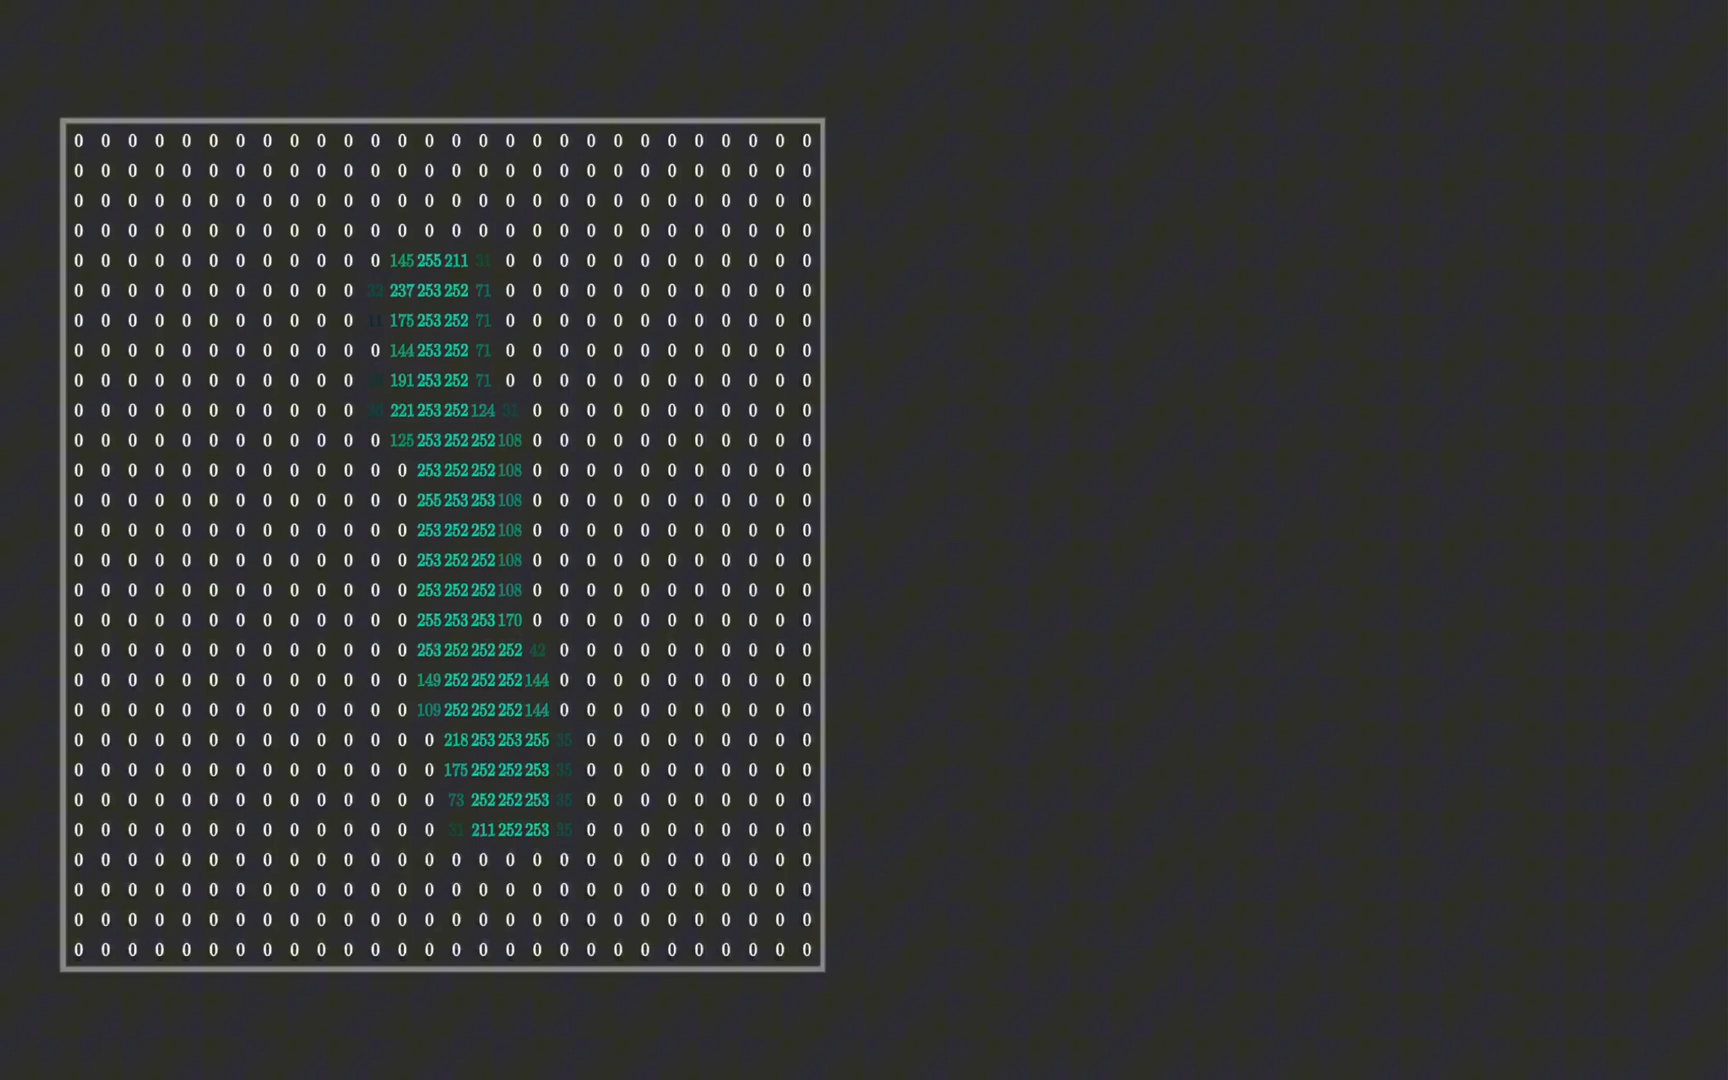 0 0 0 0 0 0 0 0 0 0 0 0 0 0 0 0 0 0 0 0 0 0 0 0 0 0 0 0
0 0 0 0 0 0 0 0 0 0 0 0 0 0 0 0 0 0 0 0 0 0 0 0 0 0 0 0
0 0 0 0 0 0 0 0 0 0 0 0 0 0 0 0 0 0 0 0 0 0 0 0 0 0 0 0
0 0 0 0 0 0 0 0 0 0 0 0 0 0 0 0 0 0 0 0 0 0 0 0 0 0 0 0
0 0 0 0 0 0 0 0 0 0 0 0 145 255 211 31 0 0 0 0 0 0 0 0 0 0 0 0
0 0 0 0 0 0 0 0 0 0 0 32 237 253 252 71 0 0 0 0 0 0 0 0 0 0 0 0
0 0 0 0 0 0 0 0 0 0 0 11 175 253 252 71 0 0 0 0 0 0 0 0 0 0 0 0
0 0 0 0 0 0 0 0 0 0 0 0 144 253 252 71 0 0 0 0 0 0 0 0 0 0 0 0
0 0 0 0 0 0 0 0 0 0 0 191 253 252 71 0 0 0 0 0 0 0 0 0 0 0 0
0 0 0 0 0 0 0 0 0 0 0 221 253 252 124 31 0 0 0 0 0 0 0 0 0 0 0
0 0 0 0 0 0 0 0 0 0 0 0 125 253 252 252 108 0 0 0 0 0 0 0 0 0 0 0
0 0 0 0 0 0 0 0 0 0 0 0 0 253 252 252 108 0 0 0 0 0 0 0 0 0 0 0
0 0 0 0 0 0 0 0 0 0 0 0 0 255 253 253 108 0 0 0 0 0 0 0 0 0 0 0
0 0 0 0 0 0 0 0 0 0 0 0 0 253 252 252 108 0 0 0 0 0 0 0 0 0 0 0
0 0 0 0 0 0 0 0 0 0 0 0 0 253 252 252 108 0 0 0 0 0 0 0 0 0 0 0
0 0 0 0 0 0 0 0 0 0 0 0 0 253 252 252 108 0 0 0 0 0 0 0 0 0 0 0
0 0 0 0 0 0 0 0 0 0 0 0 0 255 253 253 170 0 0 0 0 0 0 0 0 0 0 0
0 0 0 0 0 0 0 0 0 0 0 0 0 253 252 252 252 42 0 0 0 0 0 0 0 0 0 0
0 0 0 0 0 0 0 0 0 0 0 0 0 149 252 252 252 144 0 0 0 0 0 0 0 0 0 0
0 0 0 0 0 0 0 0 0 0 0 0 0 109 252 252 252 144 0 0 0 0 0 0 0 0 0 0
0 0 0 0 0 0 0 0 0 0 0 0 0 0 218 253 253 255 35 0 0 0 0 0 0 0 0 0
0 0 0 0 0 0 0 0 0 0 0 0 0 0 175 252 252 253 35 0 0 0 0 0 0 0 0 0
0 0 0 0 0 0 0 0 0 0 0 0 0 0 73 252 252 253 35 0 0 0 0 0 0 0 0 0
0 0 0 0 0 0 0 0 0 0 0 0 0 0 31 211 252 253 35 0 0 0 0 0 0 0 0 0
0 0 0 0 0 0 0 0 0 0 0 0 0 0 0 0 0 0 0 0 0 0 0 0 0 0 0 0
0 0 0 0 0 0 0 0 0 0 0 0 0 0 0 0 0 0 0 0 0 0 0 0 0 0 0 0
0 0 0 0 0 0 0 0 0 0 0 0 0 0 0 0 0 0 0 0 0 0 0 0 0 0 0 0
0 0 0 0 0 0 0 0 0 0 0 0 0 0 0 0 0 0 0 0 0 0 0 0 0 0 0 0